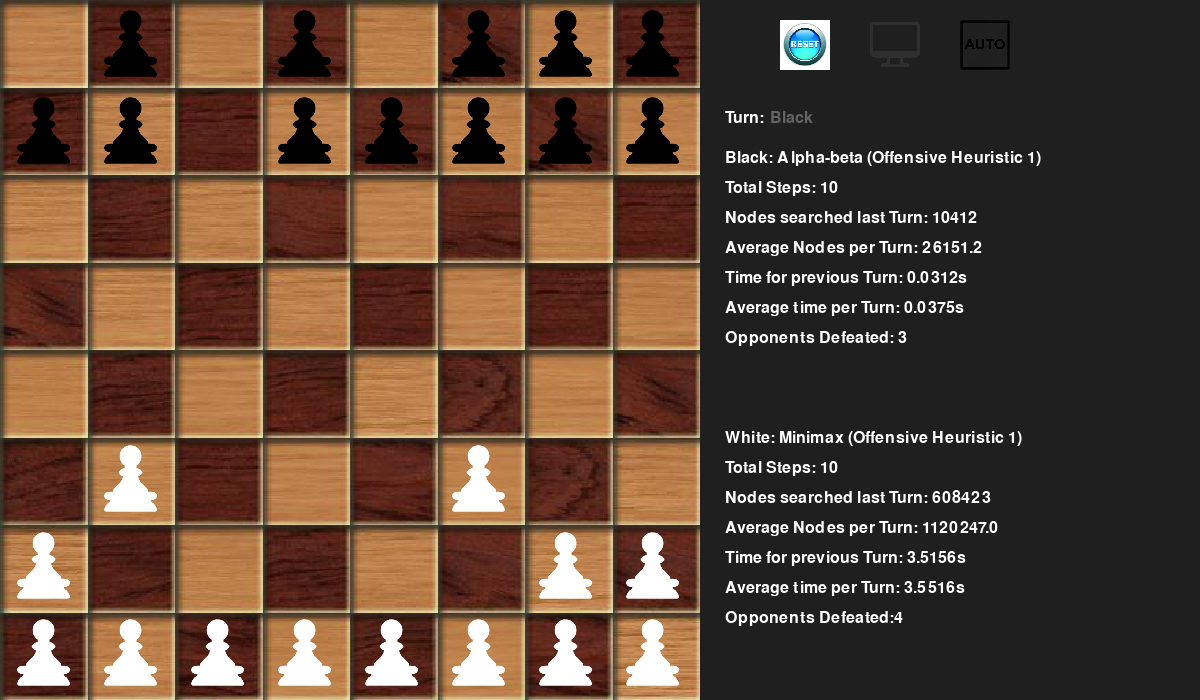 RESET
AUTO
Turn: Black
Black: Alpha-beta (Offensive Heuristic 1)
Total Steps: 10
Nodes searched last Turn: 10412
Average Nodes per Turn: 26151.2
Time for previous Turn: 0.0312s
Average time per Turn: 0.0375s
Opponents Defeated: 3
White: Minimax (Offensive Heuristic 1)
Total Steps: 10
Nodes searched last Turn: 608423
Average Nodes per Turn: 1120247.0
Time for previous Turn: 3.5156s
Average time per Turn: 3.5516s
Opponents Defeated:4